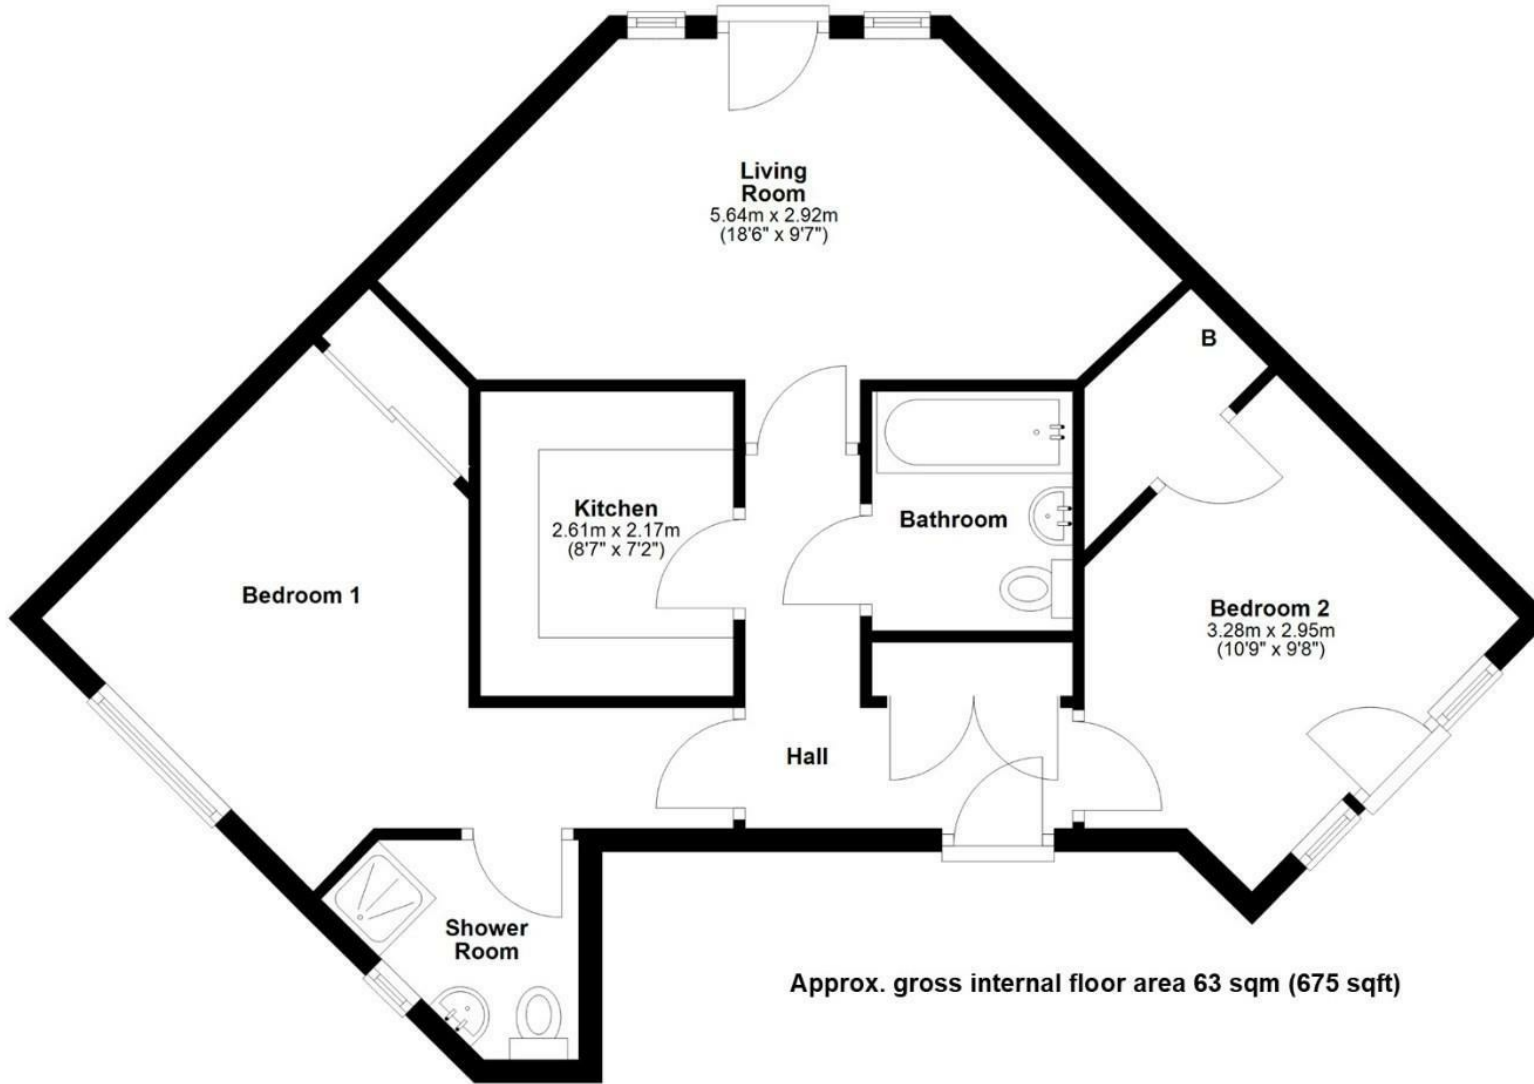 Living
Room
5.64m x 2.92m
(18'6" x 9'7")
B
Kitchen
2.61m x 2.17m
(8'7" x 7'2")
Bathroom
Bedroom 1
Bedroom 2
3.28m x 2.95m
(10'9" x 9'8")
Hall
Shower
Room
Approx. gross internal floor area 63 sqm (675 sqft)